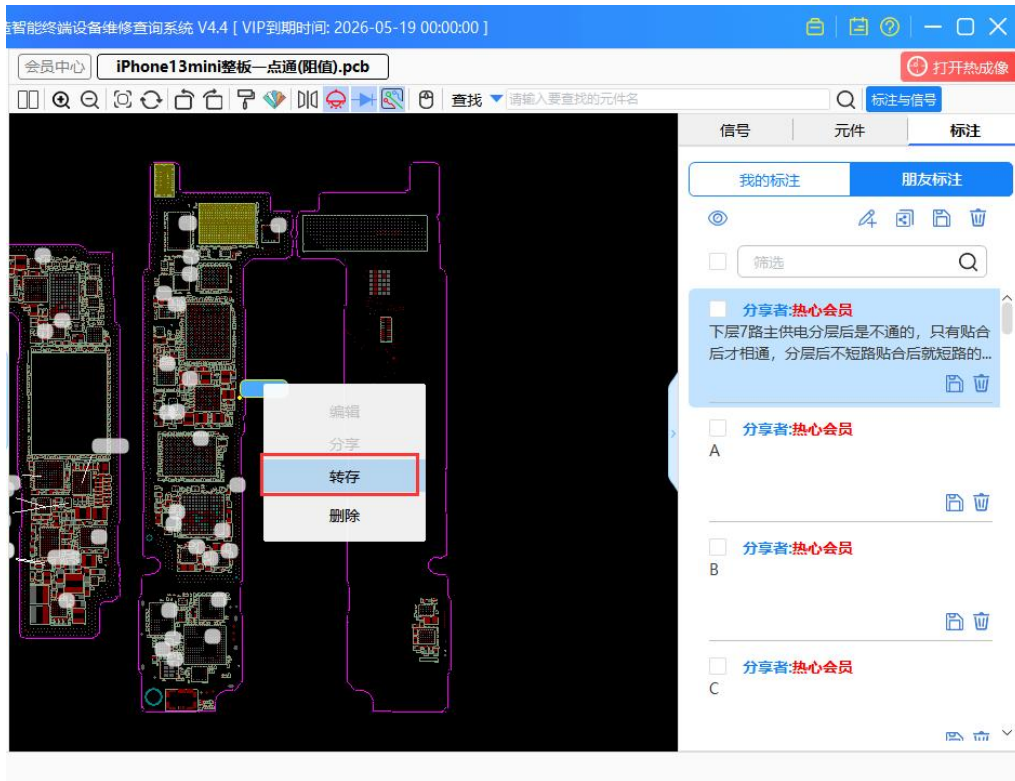 造智能终端设备维修查询系统 V4.4 [ VIP到期时间: 2026-05-19 00:00:00 ]
会员中心 iPhone13mini整板一点通(阻值).pcb 打开热成像
查找 请输入要查找的元件名 标注与信号
信号 元件 标注
我的标注 朋友标注
筛选
分享者:热心会员
下层7路主供电分层后是不通的，只有贴合
后才相通，分层后不短路贴合后就短路的...
编辑
分享
转存
删除
分享者:热心会员
A
分享者:热心会员
B
分享者:热心会员
C